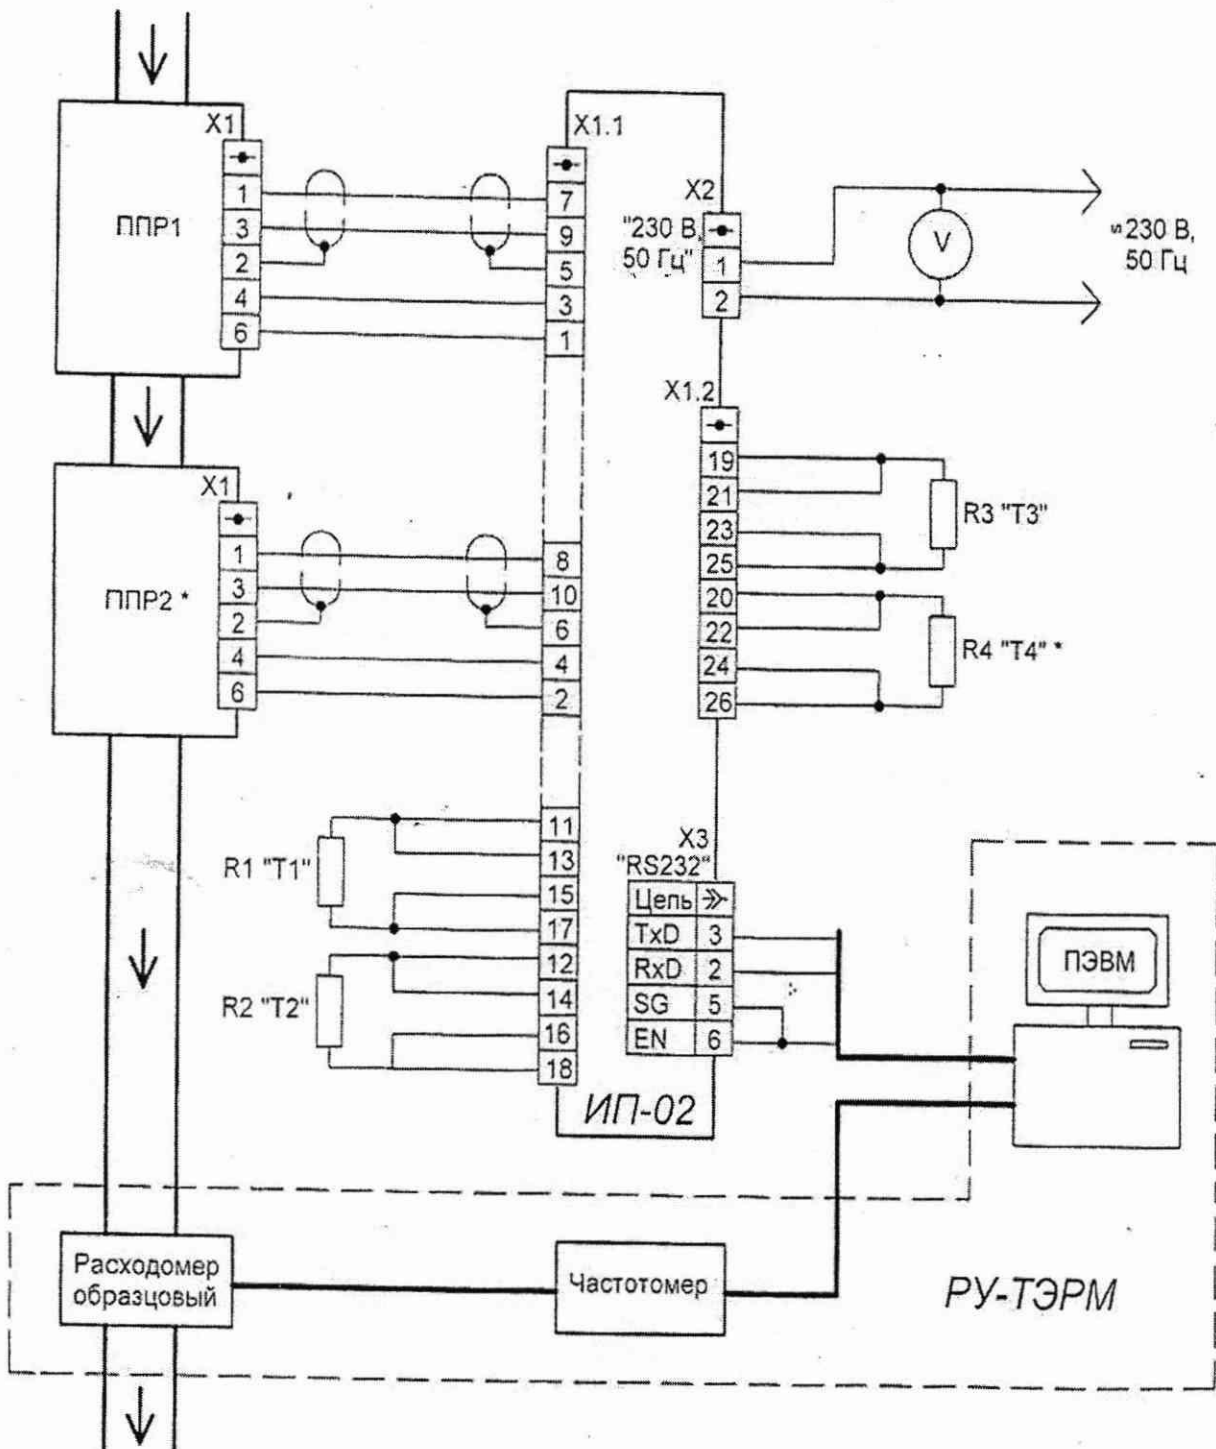 X1
ППР1
1
3
2
4
6
X1.1
7
9
5
3
1
X2
"230 В,
50 Гц"
1
2
V
≈230 В,
50 Гц
X1.2
19
21
23
25
20
22
24
26
R3 "T3"
R4 "T4" *
X1
ППР2 *
1
3
2
4
6
8
10
6
4
2
R1 "T1"
R2 "T2"
11
13
15
17
12
14
16
18
X3
"RS232"
Цепь
TxD 3
RxD 2
SG 5
EN 6
ИП-02
ПЭВМ
Расходомер
образцовый
Частотомер
РУ-ТЭРМ